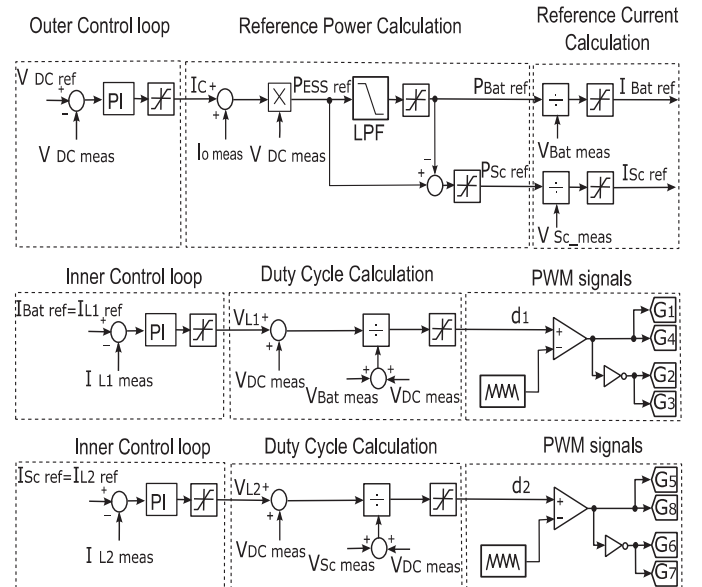 Outer Control loop
Reference Power Calculation
Reference Current Calculation
V DC ref
+
−
PI
V DC meas
IC +
+
Io meas
X
V DC meas
PESS ref
LPF
PBat ref
÷
VBat meas
I Bat ref
−
+
PSc ref
÷
V Sc_meas
ISc ref
Inner Control loop
Duty Cycle Calculation
PWM signals
IBat ref=IL1 ref
−
PI
I L1 meas
VL1+
+
VDC meas
÷
+
+
VBat meas
VDC meas
d1
+
−
G1
G4
G2
G3
Inner Control loop
Duty Cycle Calculation
PWM signals
ISc ref=IL2 ref
−
PI
I L2 meas
VL2+
+
VDC meas
÷
+
+
VSc meas
VDC meas
d2
+
−
G5
G8
G6
G7